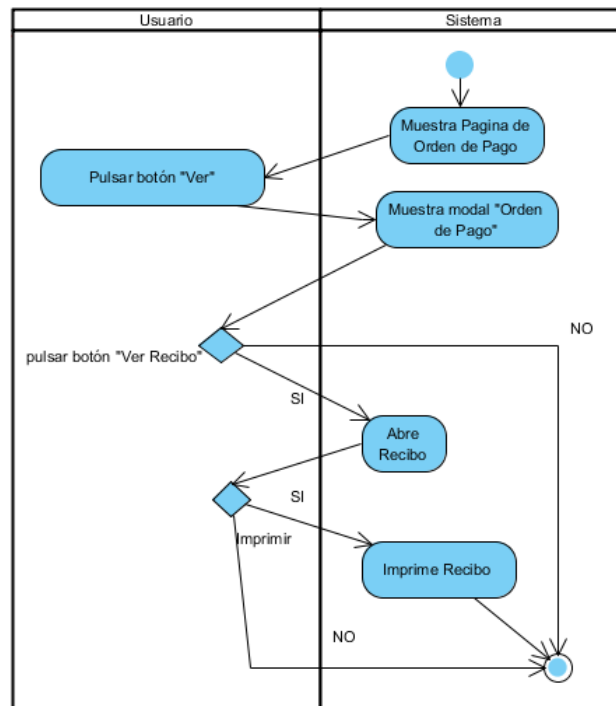 Usuario
Sistema
Muestra Pagina de
Orden de Pago
Pulsar botón "Ver"
Muestra modal "Orden
de Pago"
NO
pulsar botón "Ver Recibo"
SI
Abre
Recibo
SI
Imprimir
Imprime Recibo
NO